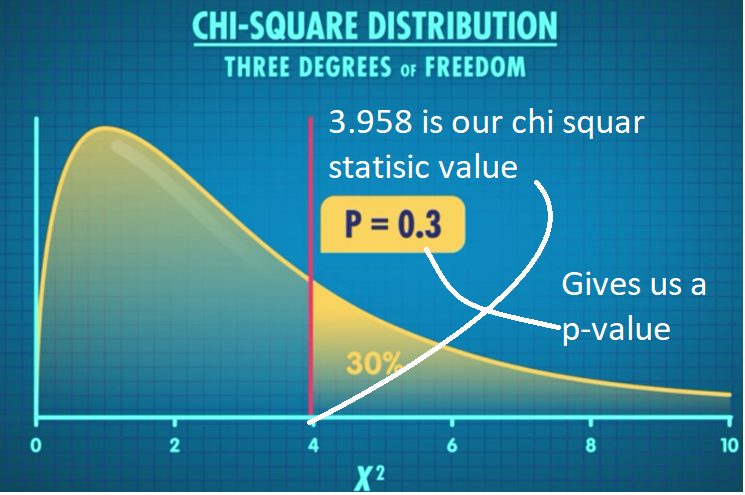 CHI-SQUARE DISTRIBUTION
THREE DEGREES OF FREEDOM
3.958 is our chi squar
statisic value
P = 0.3
Gives us a
p-value
30%
0 2 4 6 8 10
X²